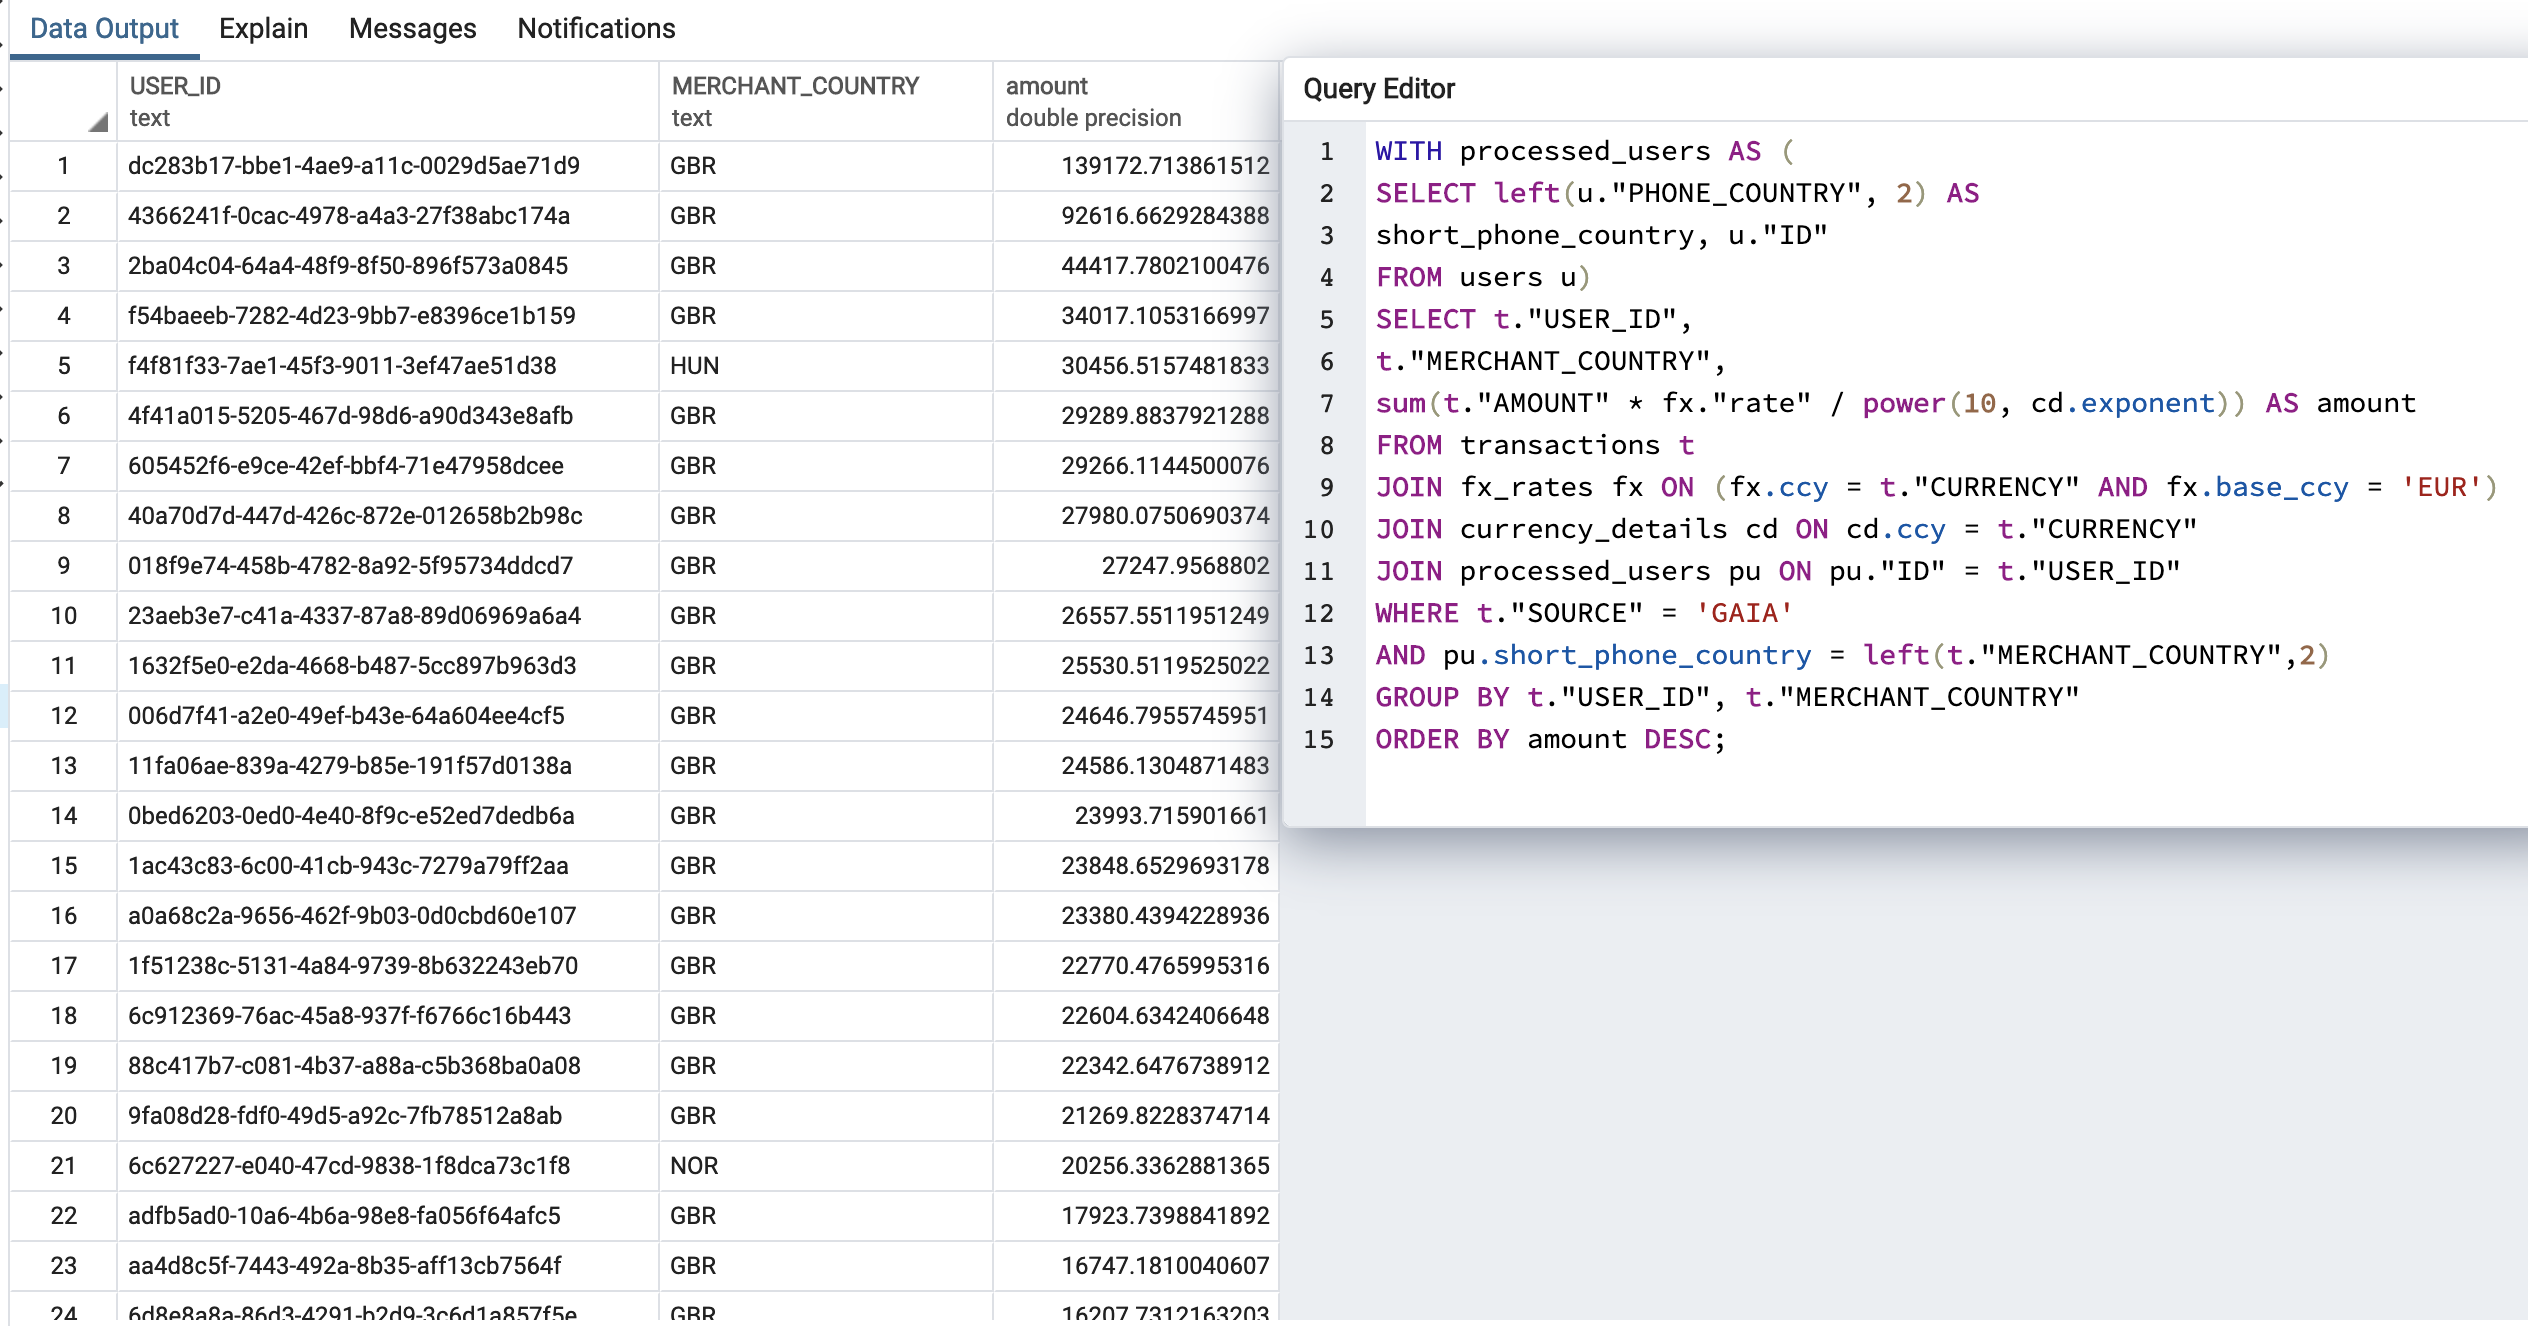 Data Output Explain Messages Notifications
USER_ID MERCHANT_COUNTRY amount
text text double precision
1 dc283b17-bbe1-4ae9-a11c-0029d5ae71d9 GBR 139172.713861512
2 4366241f-0cac-4978-a4a3-27f38abc174a GBR 92616.6629284388
3 2ba04c04-64a4-48f9-8f50-896f573a0845 GBR 44417.7802100476
4 f54baeeb-7282-4d23-9bb7-e8396ce1b159 GBR 34017.1053166997
5 f4f81f33-7ae1-45f3-9011-3ef47ae51d38 HUN 30456.5157481833
6 4f41a015-5205-467d-98d6-a90d343e8afb GBR 29289.8837921288
7 605452f6-e9ce-42ef-bbf4-71e47958dcee GBR 29266.1144500076
8 40a70d7d-447d-426c-872e-012658b2b98c GBR 27980.0750690374
9 018f9e74-458b-4782-8a92-5f95734ddcd7 GBR 27247.9568802
10 23aeb3e7-c41a-4337-87a8-89d06969a6a4 GBR 26557.5511951249
11 1632f5e0-e2da-4668-b487-5cc897b963d3 GBR 25530.5119525022
12 006d7f41-a2e0-49ef-b43e-64a604ee4cf5 GBR 24646.7955745951
13 11fa06ae-839a-4279-b85e-191f57d0138a GBR 24586.1304871483
14 0bed6203-0ed0-4e40-8f9c-e52ed7dedb6a GBR 23993.715901661
15 1ac43c83-6c00-41cb-943c-7279a79ff2aa GBR 23848.6529693178
16 a0a68c2a-9656-462f-9b03-0d0cbd60e107 GBR 23380.4394228936
17 1f51238c-5131-4a84-9739-8b632243eb70 GBR 22770.4765995316
18 6c912369-76ac-45a8-937f-f6766c16b443 GBR 22604.6342406648
19 88c417b7-c081-4b37-a88a-c5b368ba0a08 GBR 22342.6476738912
20 9fa08d28-fdf0-49d5-a92c-7fb78512a8ab GBR 21269.8228374714
21 6c627227-e040-47cd-9838-1f8dca73c1f8 NOR 20256.3362881365
22 adfb5ad0-10a6-4b6a-98e8-fa056f64afc5 GBR 17923.7398841892
23 aa4d8c5f-7443-492a-8b35-aff13cb7564f GBR 16747.1810040607
24 6d8e8a8a-86d3-4291-b2d9-3c6d1a857f5e GBR 16207.7312163203
Query Editor
1 WITH processed_users AS (
2 SELECT left(u."PHONE_COUNTRY", 2) AS
3 short_phone_country, u."ID"
4 FROM users u)
5 SELECT t."USER_ID",
6 t."MERCHANT_COUNTRY",
7 sum(t."AMOUNT" * fx."rate" / power(10, cd.exponent)) AS amount
8 FROM transactions t
9 JOIN fx_rates fx ON (fx.ccy = t."CURRENCY" AND fx.base_ccy = 'EUR')
10 JOIN currency_details cd ON cd.ccy = t."CURRENCY"
11 JOIN processed_users pu ON pu."ID" = t."USER_ID"
12 WHERE t."SOURCE" = 'GAIA'
13 AND pu.short_phone_country = left(t."MERCHANT_COUNTRY",2)
14 GROUP BY t."USER_ID", t."MERCHANT_COUNTRY"
15 ORDER BY amount DESC;